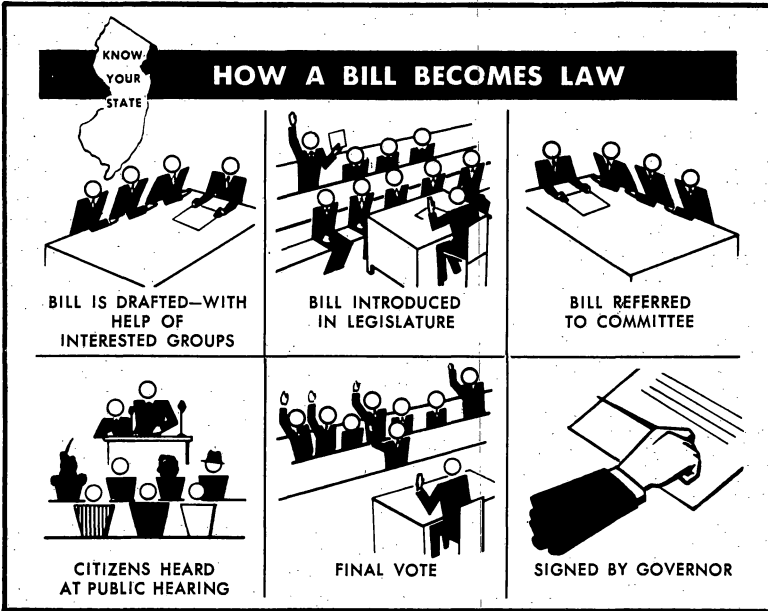 KNOW
YOUR
STATE
HOW A BILL BECOMES LAW
BILL IS DRAFTED—WITH
HELP OF
INTERESTED GROUPS
BILL INTRODUCED
IN LEGISLATURE
BILL REFERRED
TO COMMITTEE
CITIZENS HEARD
AT PUBLIC HEARING
FINAL VOTE
SIGNED BY GOVERNOR